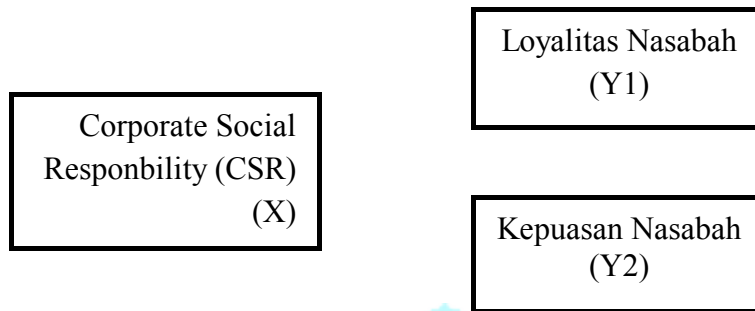 Loyalitas Nasabah
(Y1)
Corporate Social
Responbility (CSR)
(X)
Kepuasan Nasabah
(Y2)